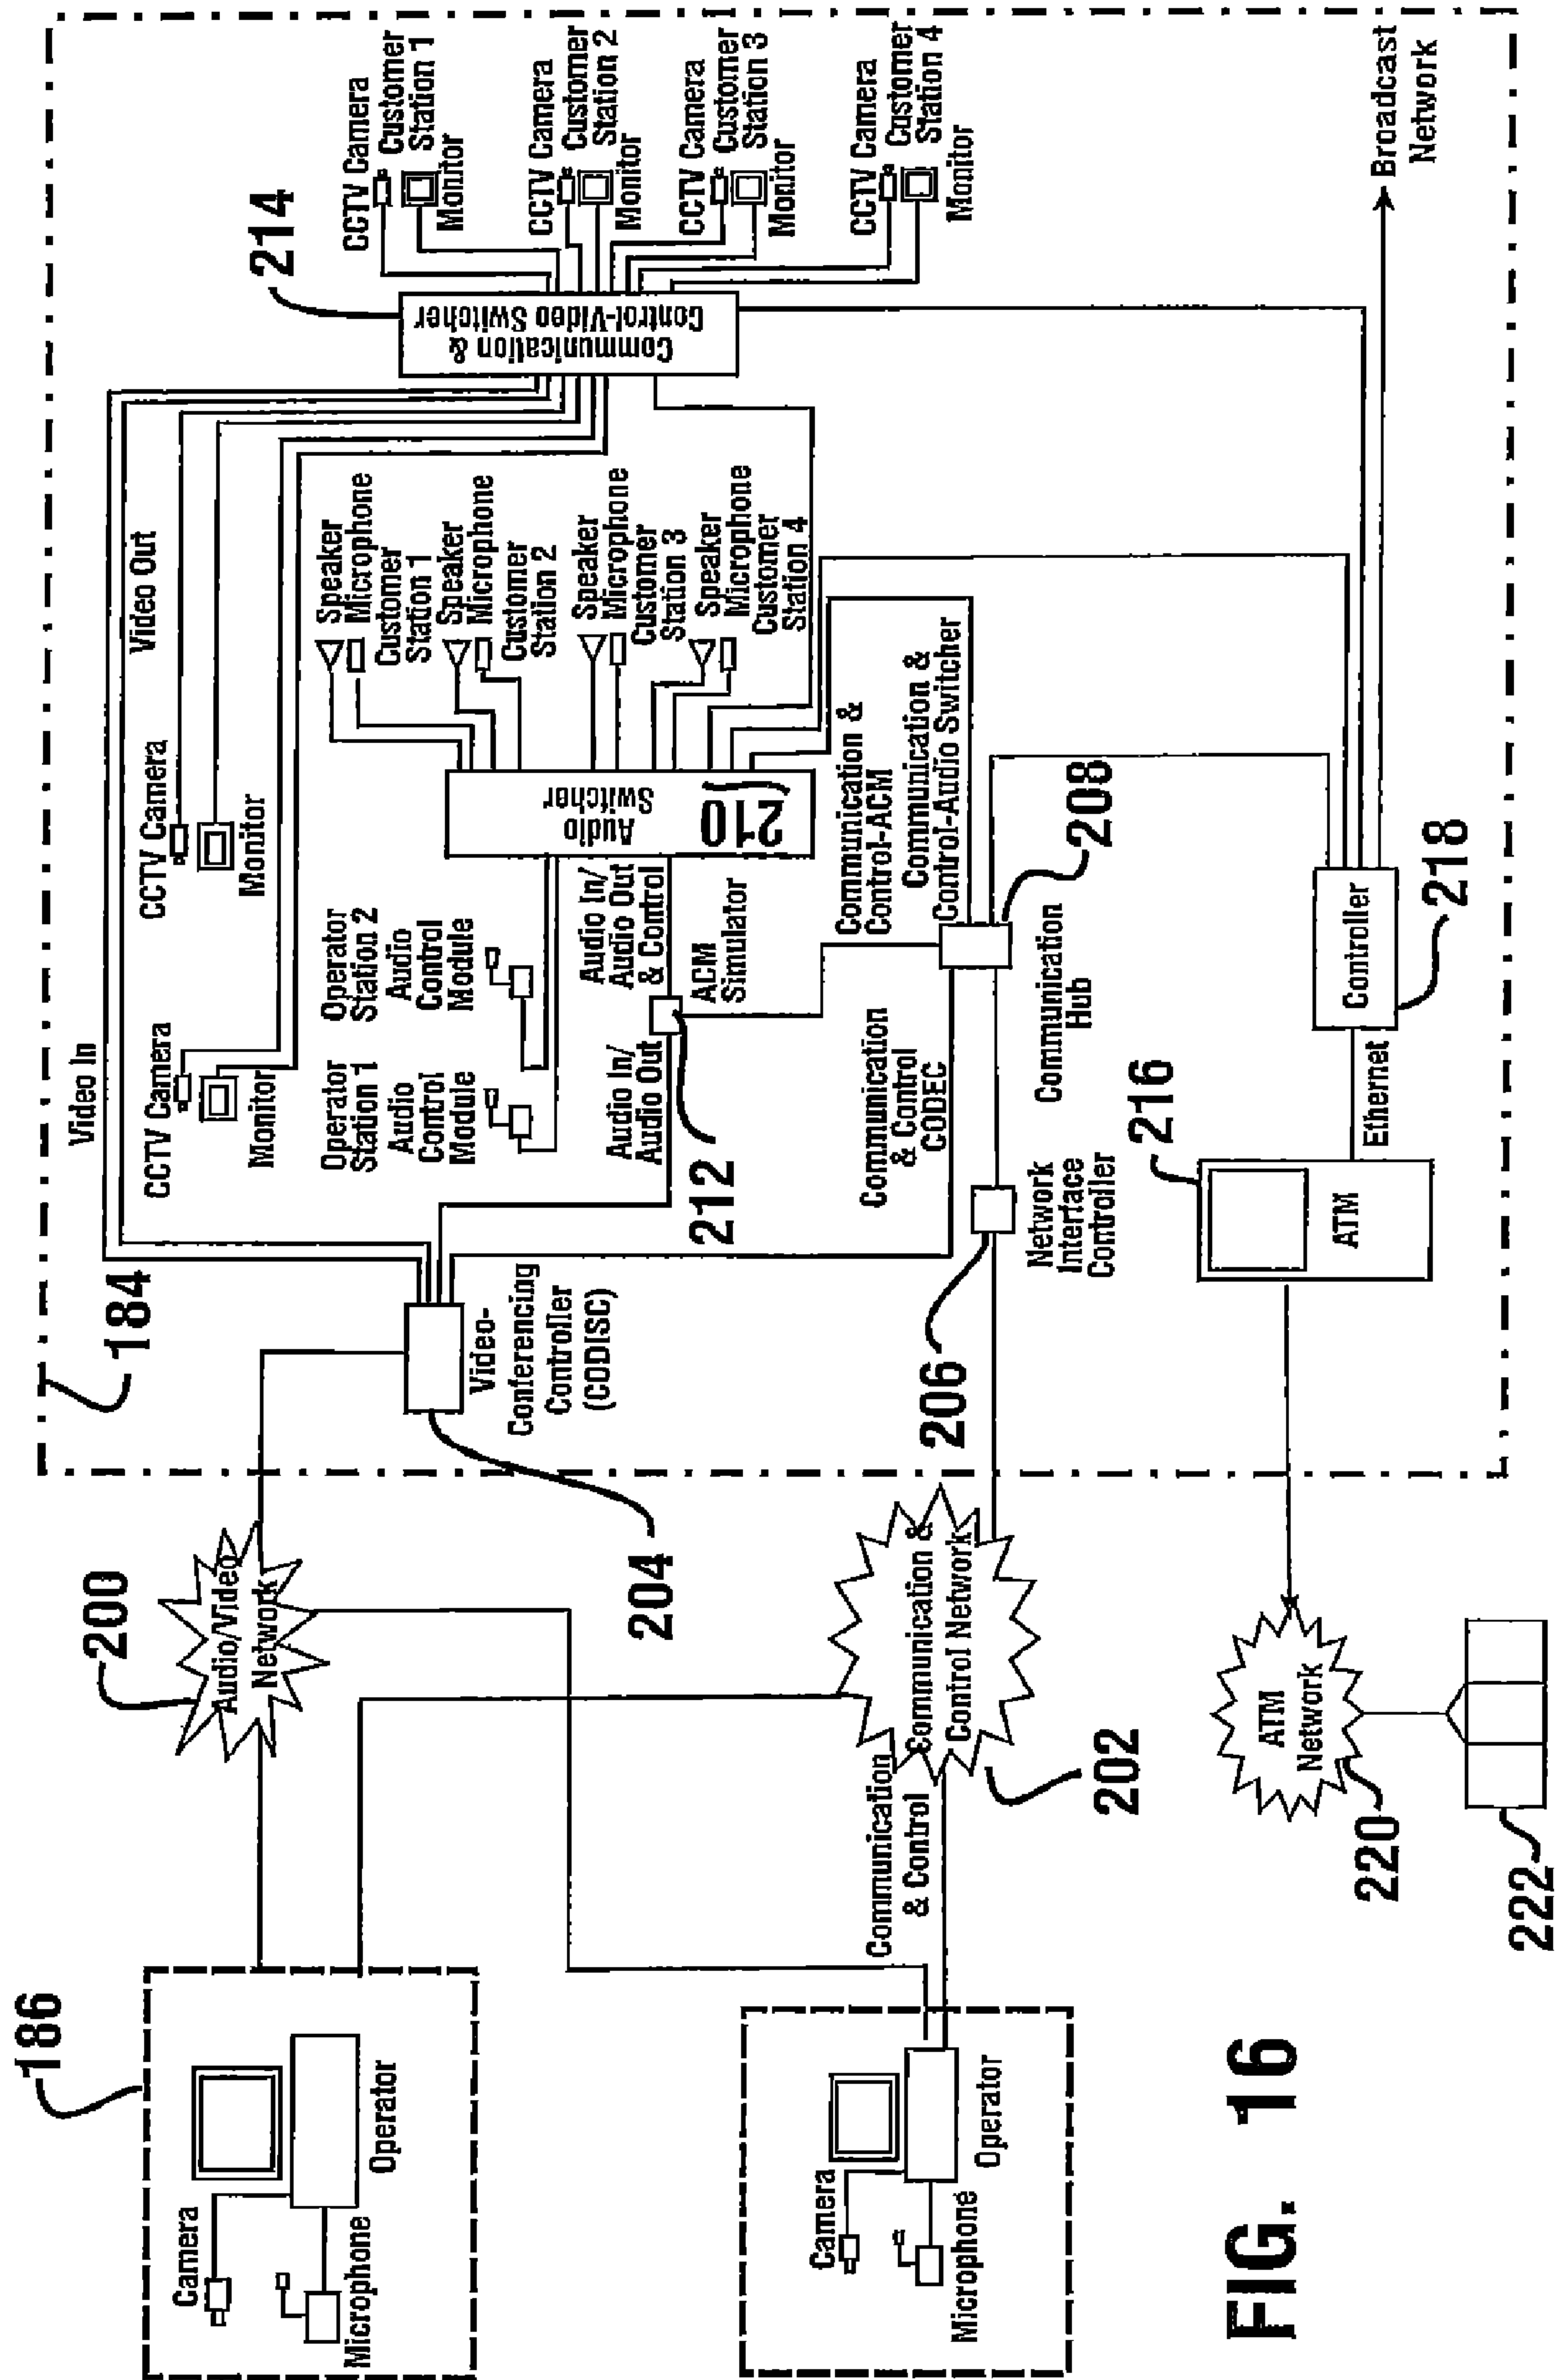 186
Camera
Microphone
Operator
Camera
Microphone
Operator
Communication
& Control
200
Audio/Video
Network
204
Communication &
Control Network
202
ATM
Network
220
222
184
Video-
Conferencing
Controller
(CODISC)
Video In
Video Out
CCTV Camera
Monitor
CCTV Camera
Monitor
Operator
Station 1
Audio
Control
Module
Operator
Station 2
Audio
Control
Module
Audio In/
Audio Out
212
Audio In/
Audio Out
& Control
ACM
Simulator
Audio
Switcher
210
Speaker
Microphone
Customer
Station 1
Speaker
Microphone
Customer
Station 2
Speaker
Microphone
Customer
Station 3
Speaker
Microphone
Customer
Station 4
214
Communication &
Control-Video Switcher
CCTV Camera
Customer
Station 1
Monitor
CCTV Camera
Customer
Station 2
Monitor
CCTV Camera
Customer
Station 3
Monitor
CCTV Camera
Customer
Station 4
Monitor
Communication
& Control
CODEC
206
Network
Interface
Controller
Communication &
Control-ACM
Communication &
Control-Audio Switcher
208
Communication
Hub
216
ATM
Ethernet
Controller
218
Broadcast
Network
FIG. 16